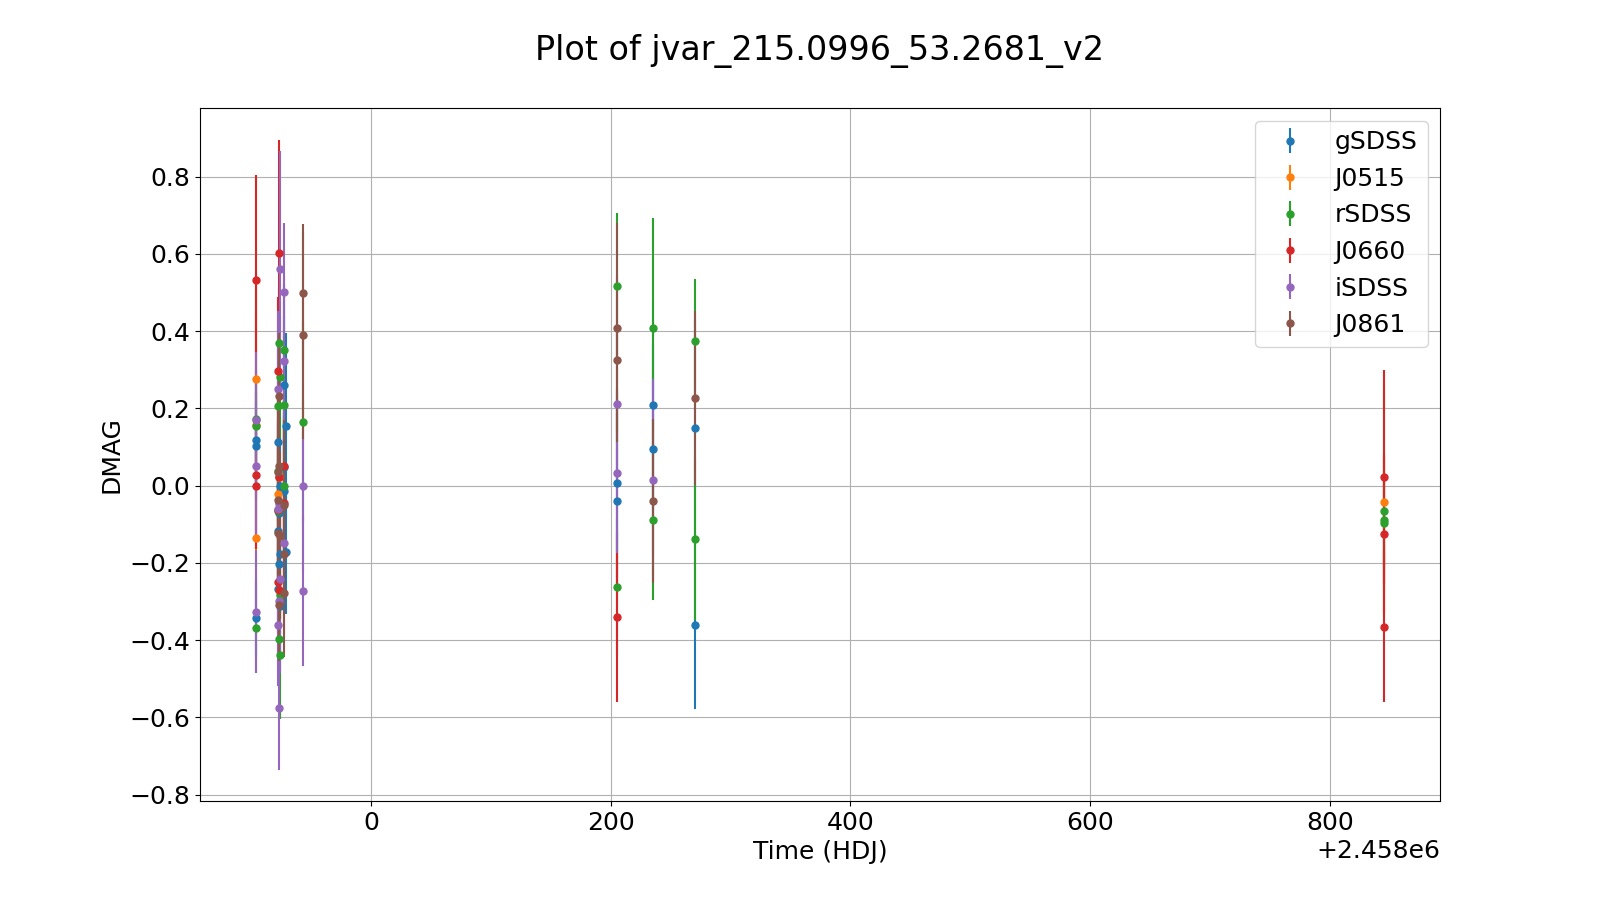 Plot of jvar_215.0996_53.2681_v2
gSDSS
J0515
rSDSS
J0660
iSDSS
J0861
DMAG
0.8
0.6
0.4
0.2
0.0
−0.2
−0.4
−0.6
−0.8
0 200 400 600 800
Time (HDJ)
+2.458e6